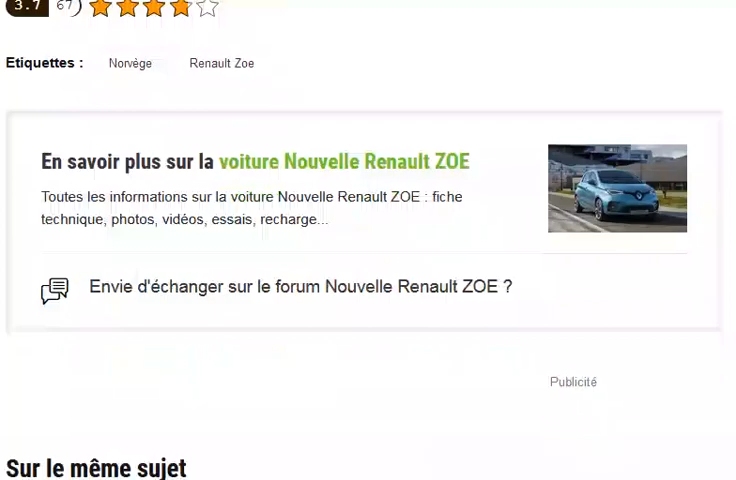 3.7 67)
Etiquettes : Norvège Renault Zoe
En savoir plus sur la voiture Nouvelle Renault ZOE
Toutes les informations sur la voiture Nouvelle Renault ZOE : fiche
technique, photos, vidéos, essais, recharge...
Envie d'échanger sur le forum Nouvelle Renault ZOE ?
Publicité
Sur le même sujet